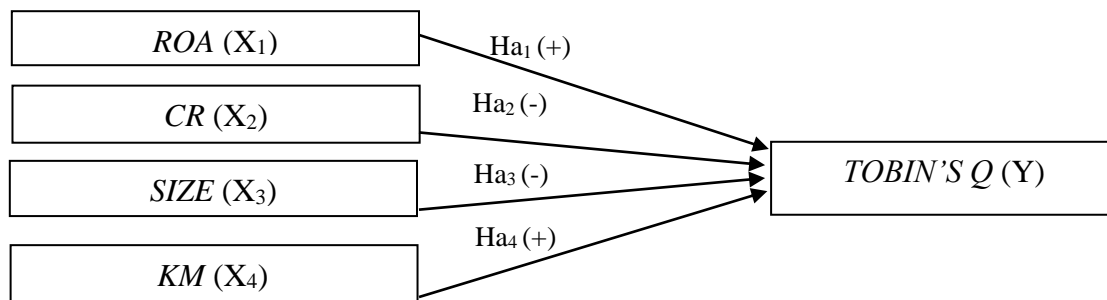 ROA (X₁)
Ha₁ (+)
CR (X₂)
Ha₂ (-)
SIZE (X₃)
Ha₃ (-)
KM (X₄)
Ha₄ (+)
TOBIN’S Q (Y)